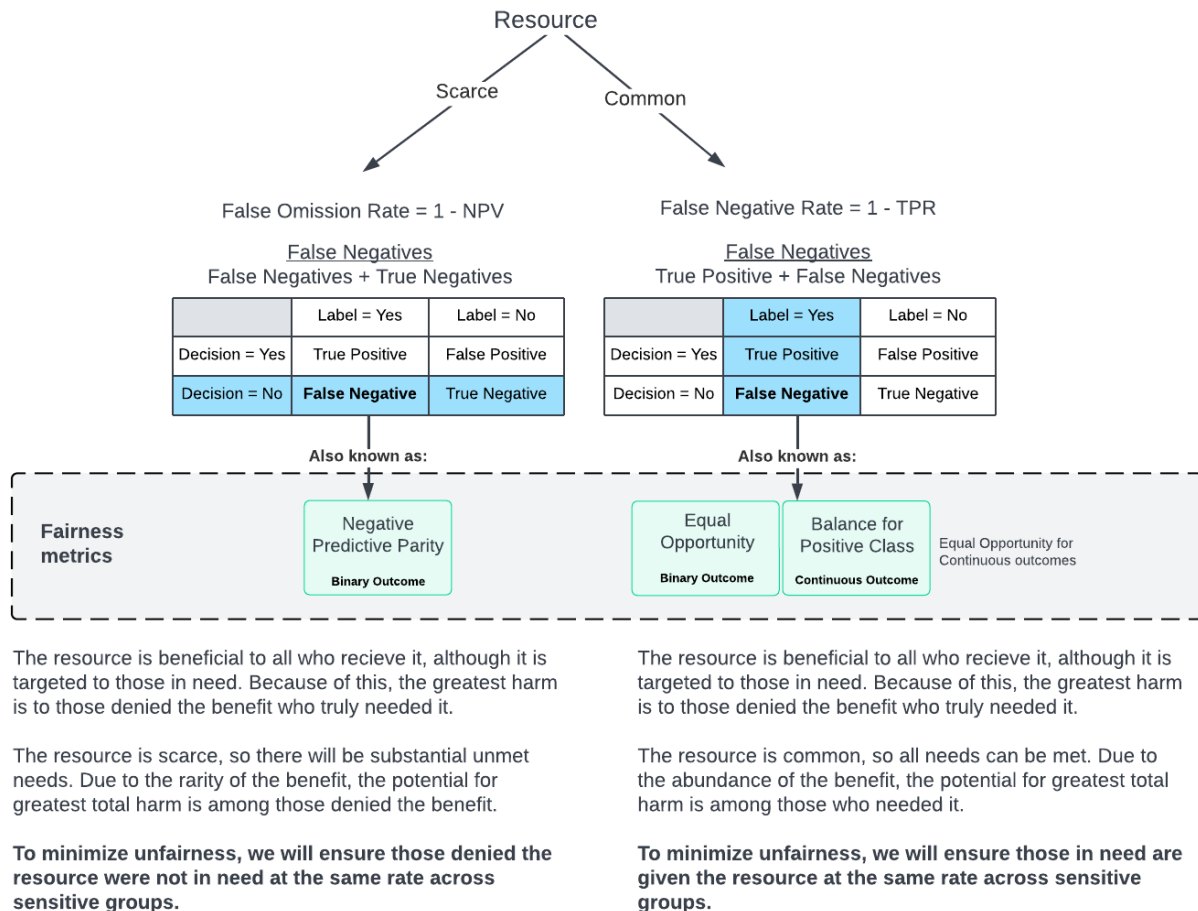 Resource
Scarce
Common
False Omission Rate = 1 - NPV
False Negatives
False Negatives + True Negatives
Label = Yes
Label = No
Decision = Yes
True Positive
False Positive
Decision = No
False Negative
True Negative
Also known as:
False Negative Rate = 1 - TPR
False Negatives
True Positive + False Negatives
Label = Yes
Label = No
Decision = Yes
True Positive
False Positive
Decision = No
False Negative
True Negative
Also known as:
Fairness
metrics
Negative
Predictive Parity
Binary Outcome
Equal
Opportunity
Binary Outcome
Balance for
Positive Class
Continuous Outcome
Equal Opportunity for
Continuous outcomes
The resource is beneficial to all who recieve it, although it is
targeted to those in need. Because of this, the greatest harm
is to those denied the benefit who truly needed it.
The resource is scarce, so there will be substantial unmet
needs. Due to the rarity of the benefit, the potential for
greatest total harm is among those denied the benefit.
To minimize unfairness, we will ensure those denied the
resource were not in need at the same rate across
sensitive groups.
The resource is beneficial to all who recieve it, although it is
targeted to those in need. Because of this, the greatest harm
is to those denied the benefit who truly needed it.
The resource is common, so all needs can be met. Due to
the abundance of the benefit, the potential for greatest total
harm is among those who needed it.
To minimize unfairness, we will ensure those in need are
given the resource at the same rate across sensitive
groups.